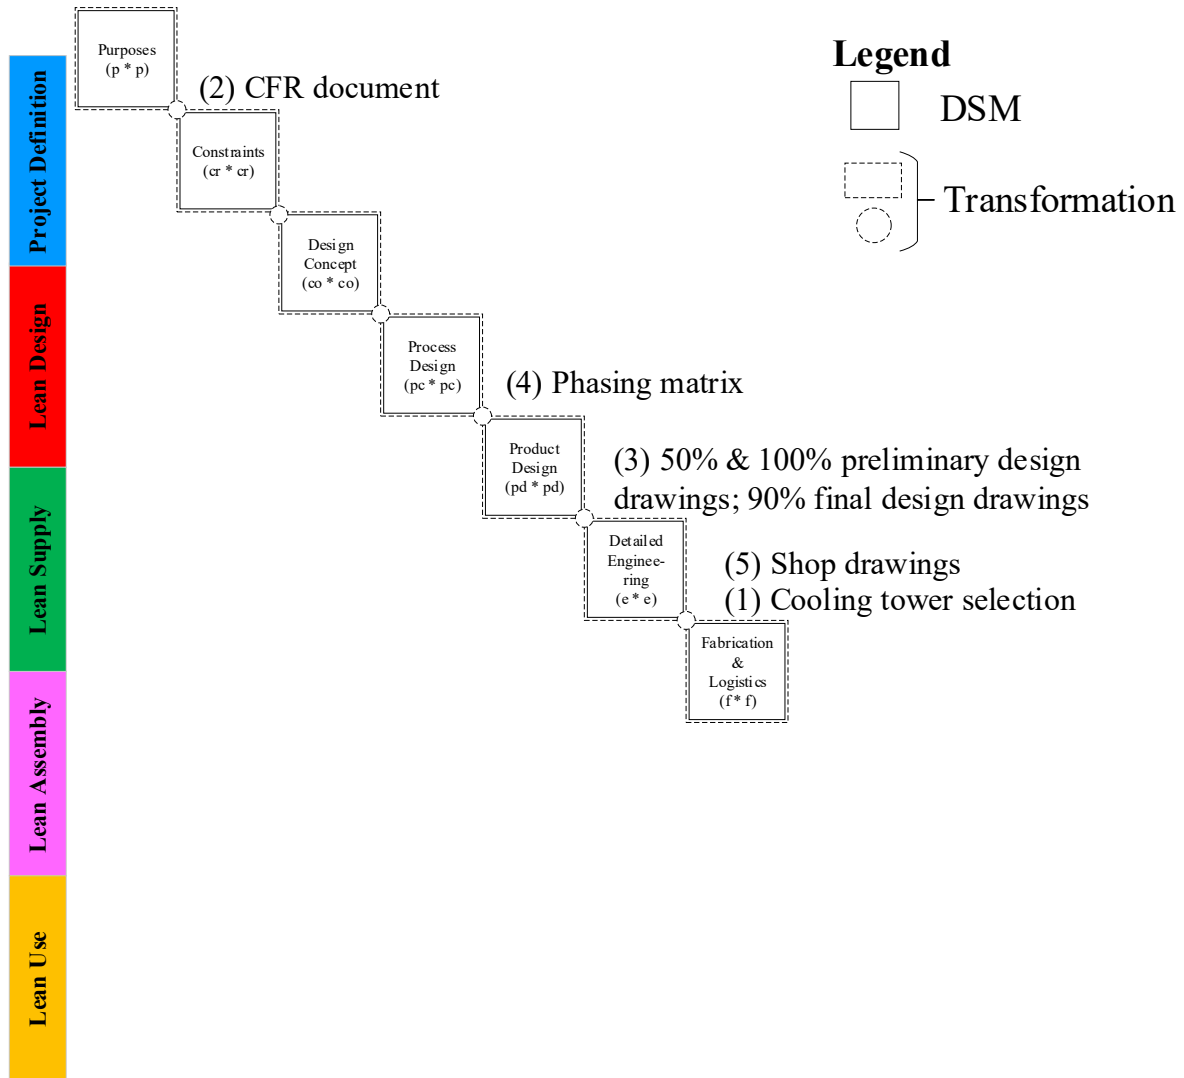 Purposes
(p * p)
(2) CFR document
Legend
DSM
Transformation
Project Definition
Constraints
(cr * cr)
Design
Concept
(co * co)
Lean Design
Process
Design
(pc * pc)
(4) Phasing matrix
Product
Design
(pd * pd)
(3) 50% & 100% preliminary design
drawings; 90% final design drawings
Lean Supply
Detailed
Enginee-
ring
(e * e)
(5) Shop drawings
(1) Cooling tower selection
Fabrication
&
Logistics
(f * f)
Lean Assembly
Lean Use